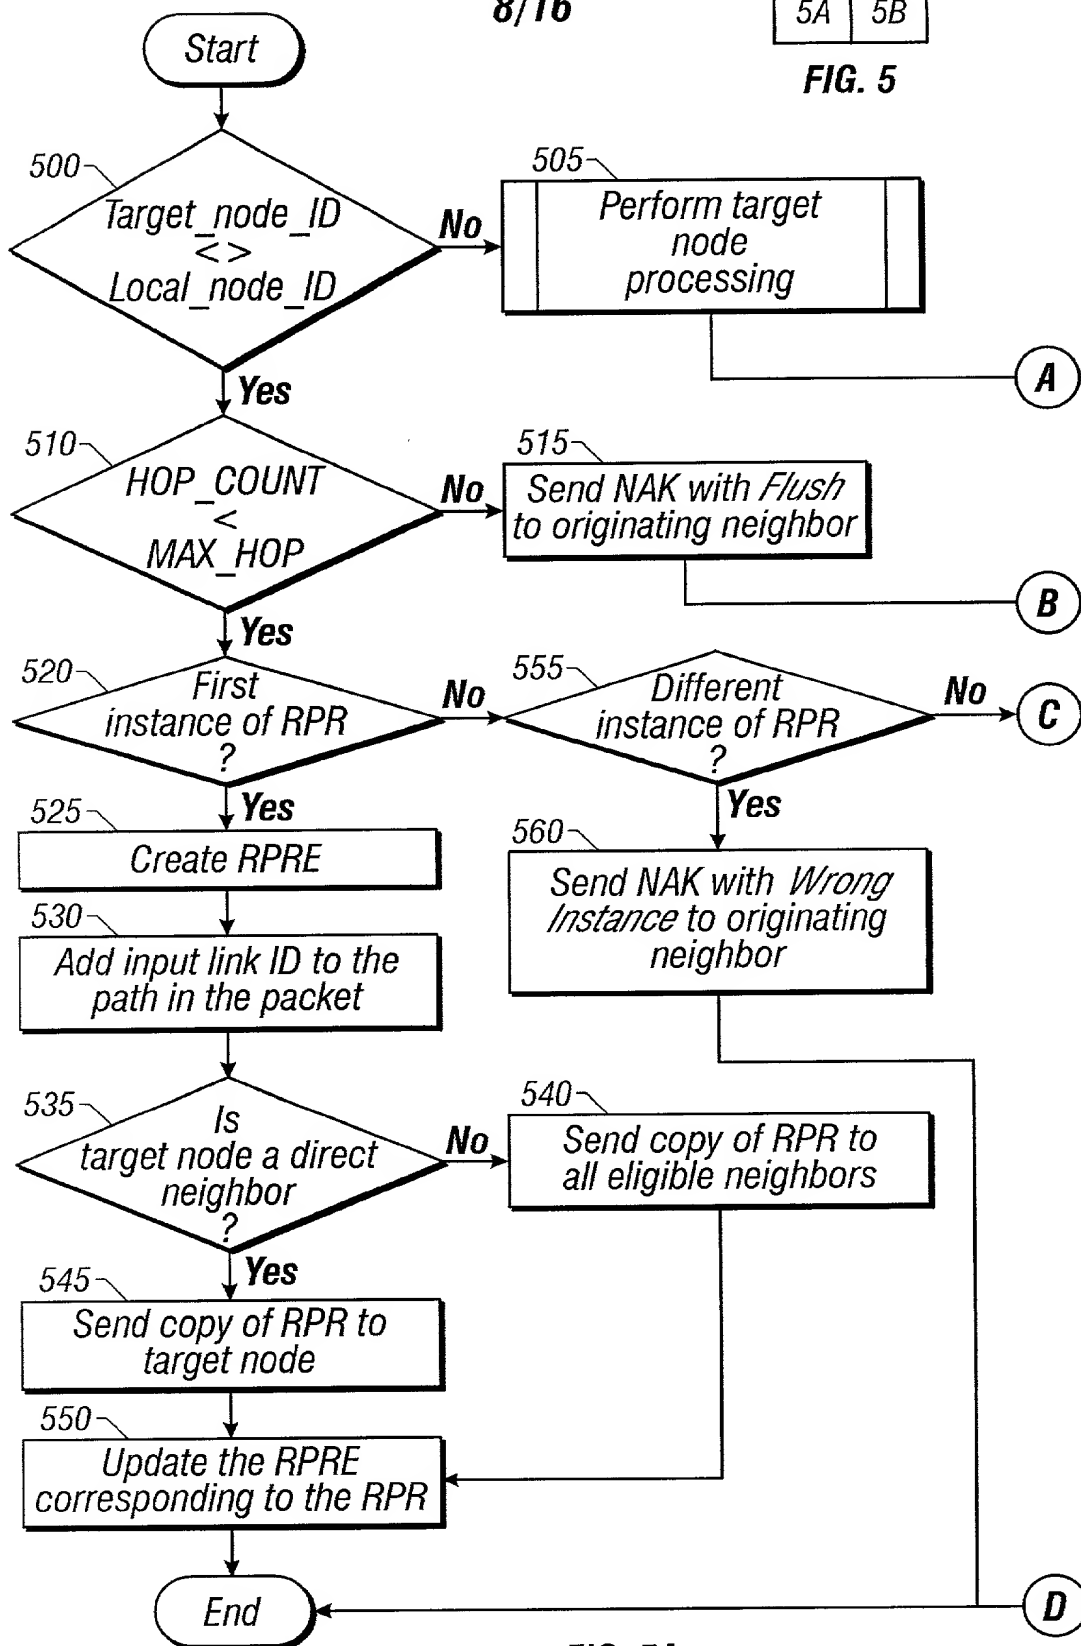 8/16
5A 5B
FIG. 5
Start
500
Target_node_ID
< >
Local_node_ID
No
505
Perform target
node
processing
A
Yes
510
HOP_COUNT
<
MAX_HOP
No
515
Send NAK with Flush
to originating neighbor
B
Yes
520
First
instance of RPR
?
No
555
Different
instance of RPR
?
No
C
Yes
525
Create RPRE
Yes
560
Send NAK with Wrong
Instance to originating
neighbor
530
Add input link ID to the
path in the packet
535
Is
target node a direct
neighbor
?
No
540
Send copy of RPR to
all eligible neighbors
Yes
545
Send copy of RPR to
target node
550
Update the RPRE
corresponding to the RPR
End
D